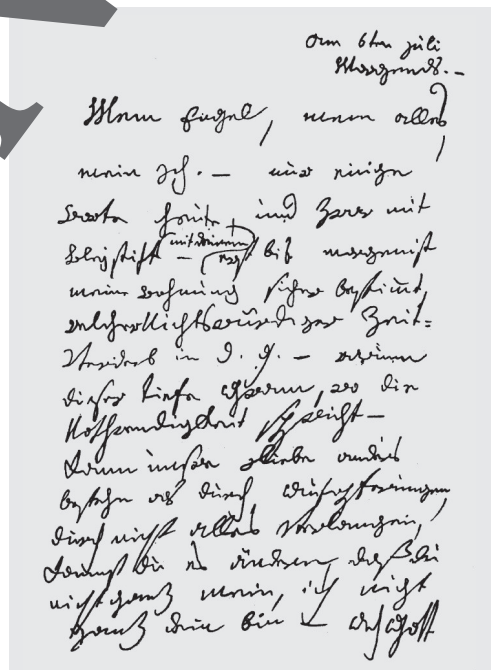 am 6ten juli
Morgends. –
Mein Engel, mein alles,
mein Ich. – nur einige
Worte heute, und zwar mit
Bleystift – (mit deinem) erst bis morgen ist
meine Wohnung sicher bestimt,
welcher Nichtswürdiger Zeit=
Verderb in d. g. – warum
dieser tiefe Gram, wo die
Nothwendigkeit spricht –
Kann unsre Liebe anders
bestehn als durch Aufopferungen,
durch nicht alles verlangen,
kannst du es ändern, daß du
nicht ganz mein, ich nicht
ganz dein bin – Ach Gott